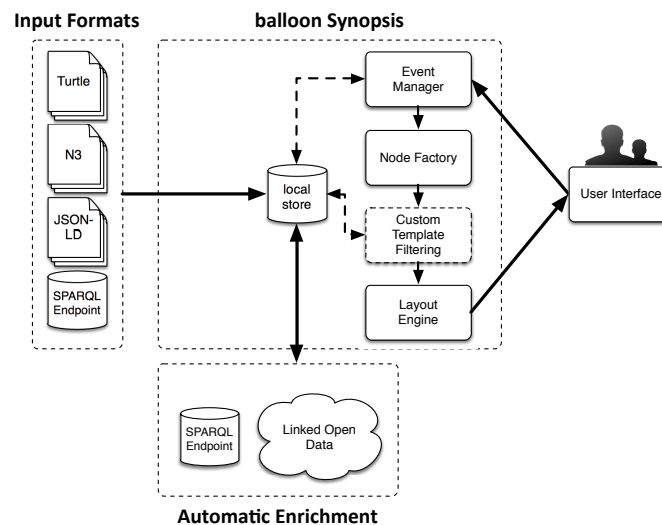 Input Formats
balloon Synopsis
Turtle
N3
JSON-
LD
SPARQL
Endpoint
local
store
Event
Manager
Node Factory
Custom
Template
Filtering
Layout
Engine
User Interface
SPARQL
Endpoint
Linked Open
Data
Automatic Enrichment